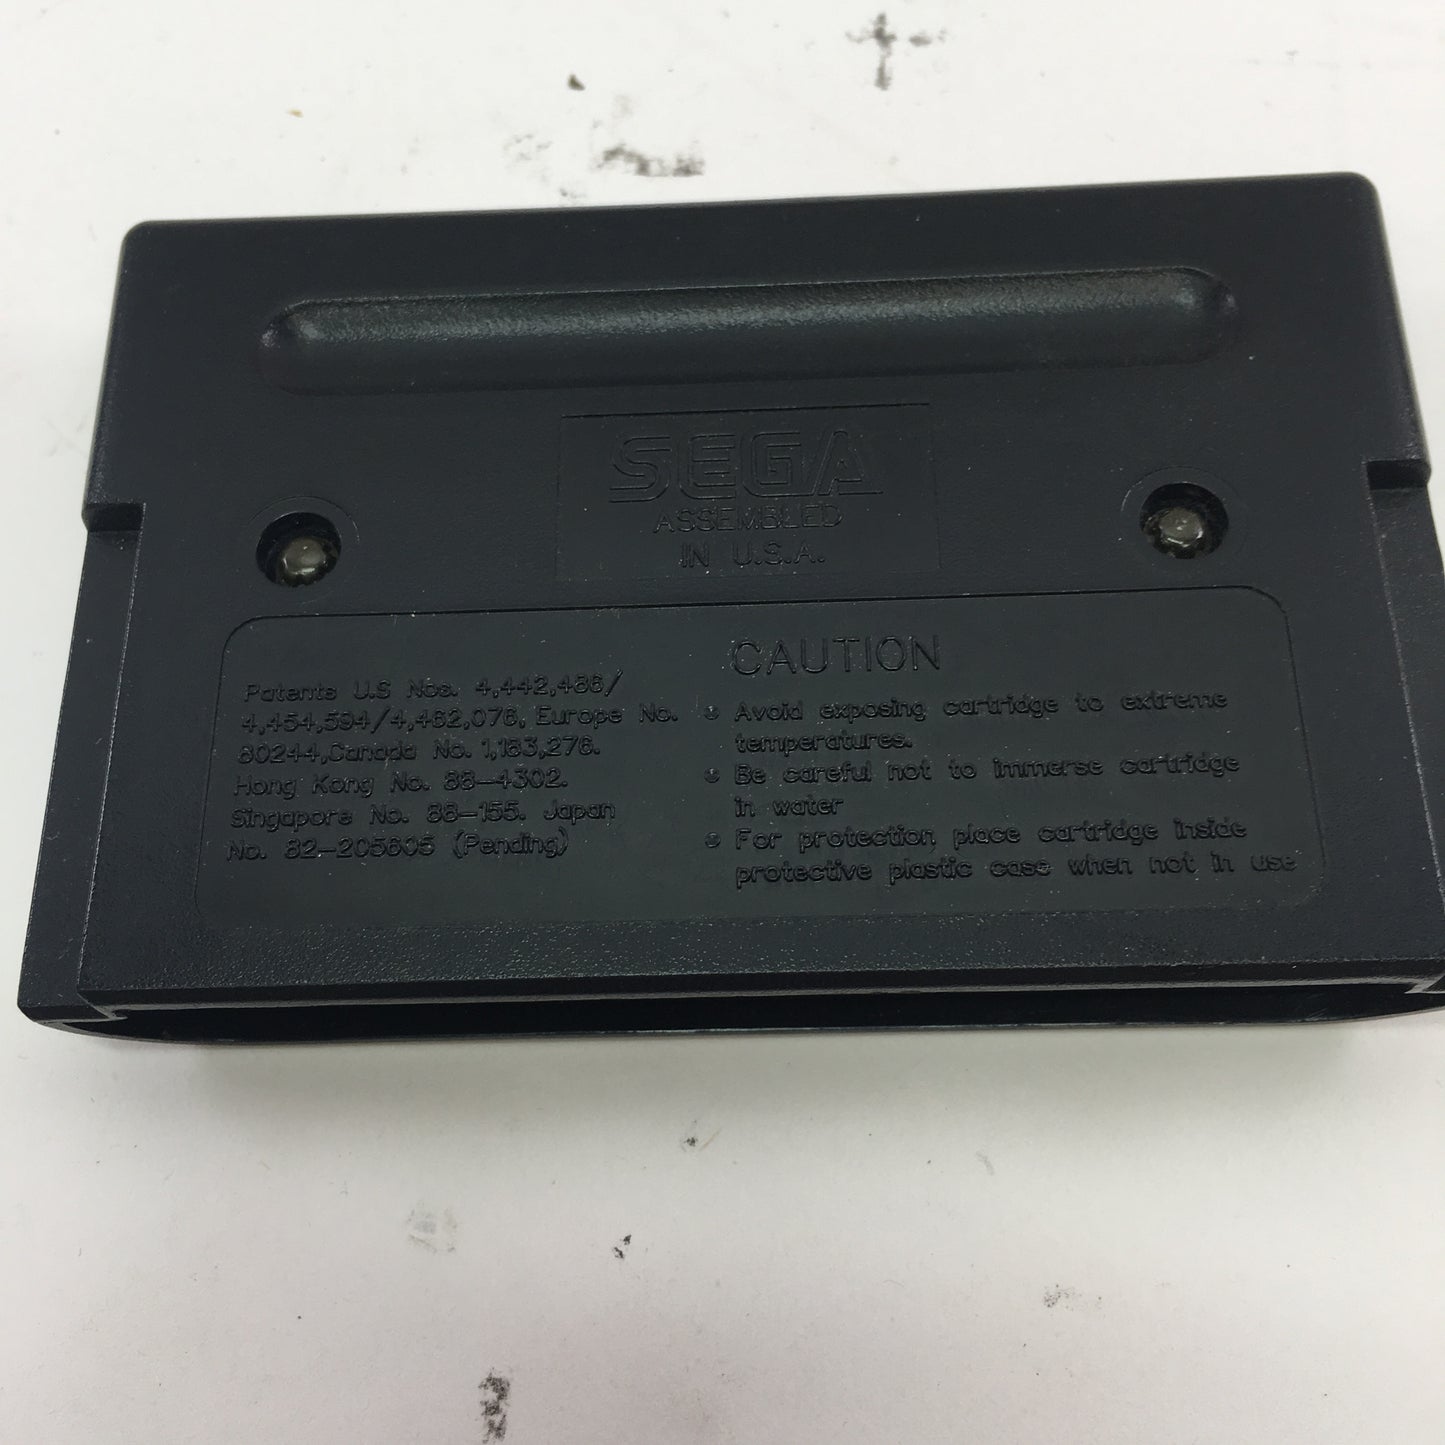 SEGA
ASSEMBLED
IN U.S.A.
Patents U.S Nos. 4,442,486/
4,454,594/4,462,076, Europe No.
80244,Canada No. 1,183,276.
Hong Kong No. 88-4302.
Singapore No. 88-155. Japan
No. 82-205605 (Pending)
CAUTION
• Avoid exposing cartridge to extreme
temperatures.
• Be careful not to immerse cartridge
in water
• For protection, place cartridge inside
protective plastic case when not in use